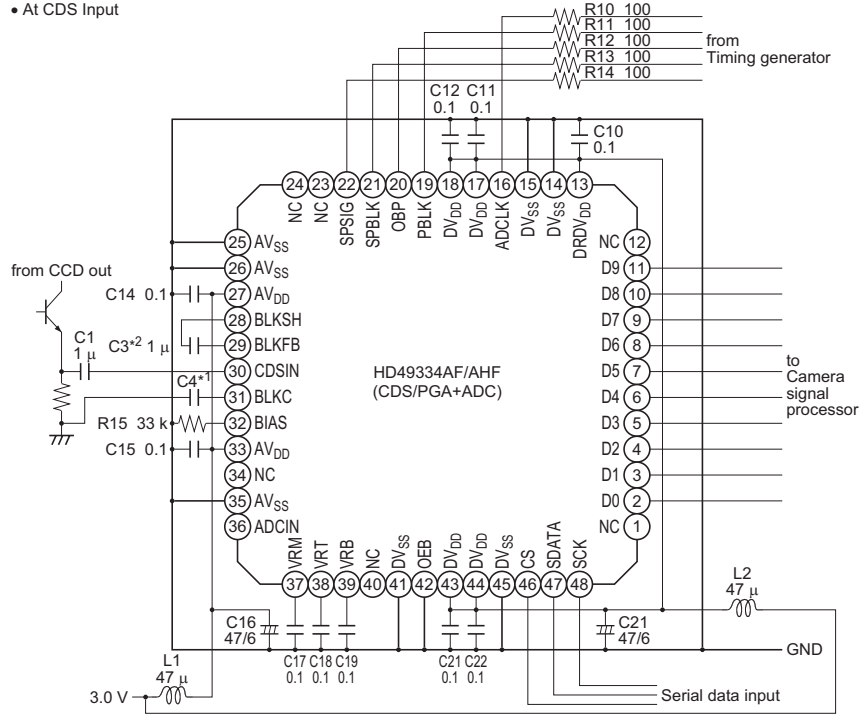 • At CDS Input
R10 100
R11 100
R12 100
R13 100
R14 100
from
Timing generator
C12
0.1
C11
0.1
C10
0.1
24
23
22
21
20
19
18
17
16
15
14
13
NC
NC
SPSIG
SPBLK
OBP
PBLK
DVDD
DVDD
ADCLK
DVSS
DVSS
DRDVDD
25 AVSS
26 AVSS
from CCD out
C14 0.1
27 AVDD
28 BLKSH
C1
1 μ
C3*2 1 μ
29 BLKFB
30 CDSIN
C4*1
31 BLKC
R15 33 k
32 BIAS
C15 0.1
33 AVDD
34 NC
35 AVSS
36 ADCIN
HD49334AF/AHF
(CDS/PGA+ADC)
NC 12
D9 11
D8 10
D7 9
D6 8
D5 7
D4 6
D3 5
D2 4
D1 3
D0 2
NC 1
to
Camera
signal
processor
VRM
VRT
VRB
NC
DVSS
OEB
DVDD
DVDD
DVSS
CS
SDATA
SCK
37
38
39
40
41
42
43
44
45
46
47
48
L2
47 μ
C16
47/6
C17
0.1
C18
0.1
C19
0.1
C21
0.1
C22
0.1
C21
47/6
GND
L1
47 μ
3.0 V
Serial data input